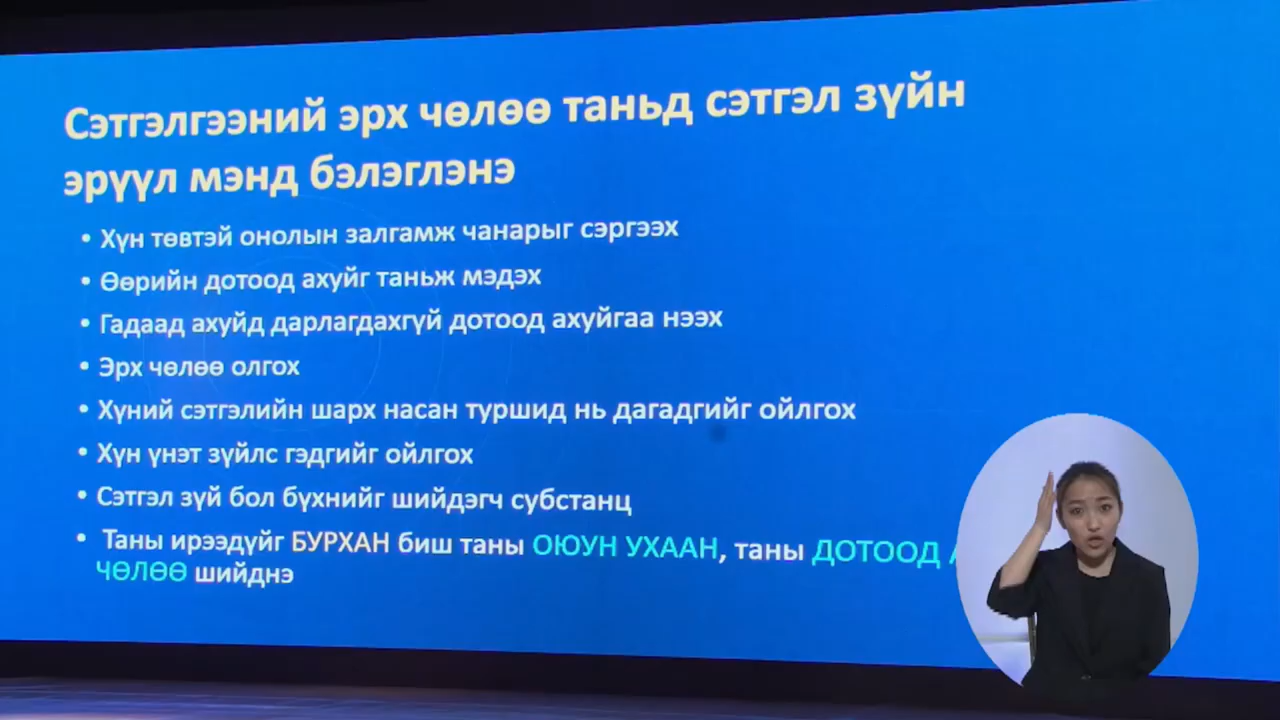 Сэтгэлгээний эрх чөлөө таньд сэтгэл зүйн
эрүүл мэнд бэлэглэнэ
• Хүн төвтэй онолын залгамж чанарыг сэргээх
• Өөрийн дотоод ахуйг таньж мэдэх
• Гадаад ахуйд дарлагдахгүй дотоод ахуйгаа нээх
• Эрх чөлөө олгох
• Хүний сэтгэлийн шарх насан туршид нь дагадгийг ойлгох
• Хүн үнэт зүйлс гэдгийг ойлгох
• Сэтгэл зүй бол бүхнийг шийдэгч субстанц
• Таны ирээдүйг БУРХАН биш таны ОЮУН УХААН, таны ДОТООД
ЧӨЛӨӨ шийднэ